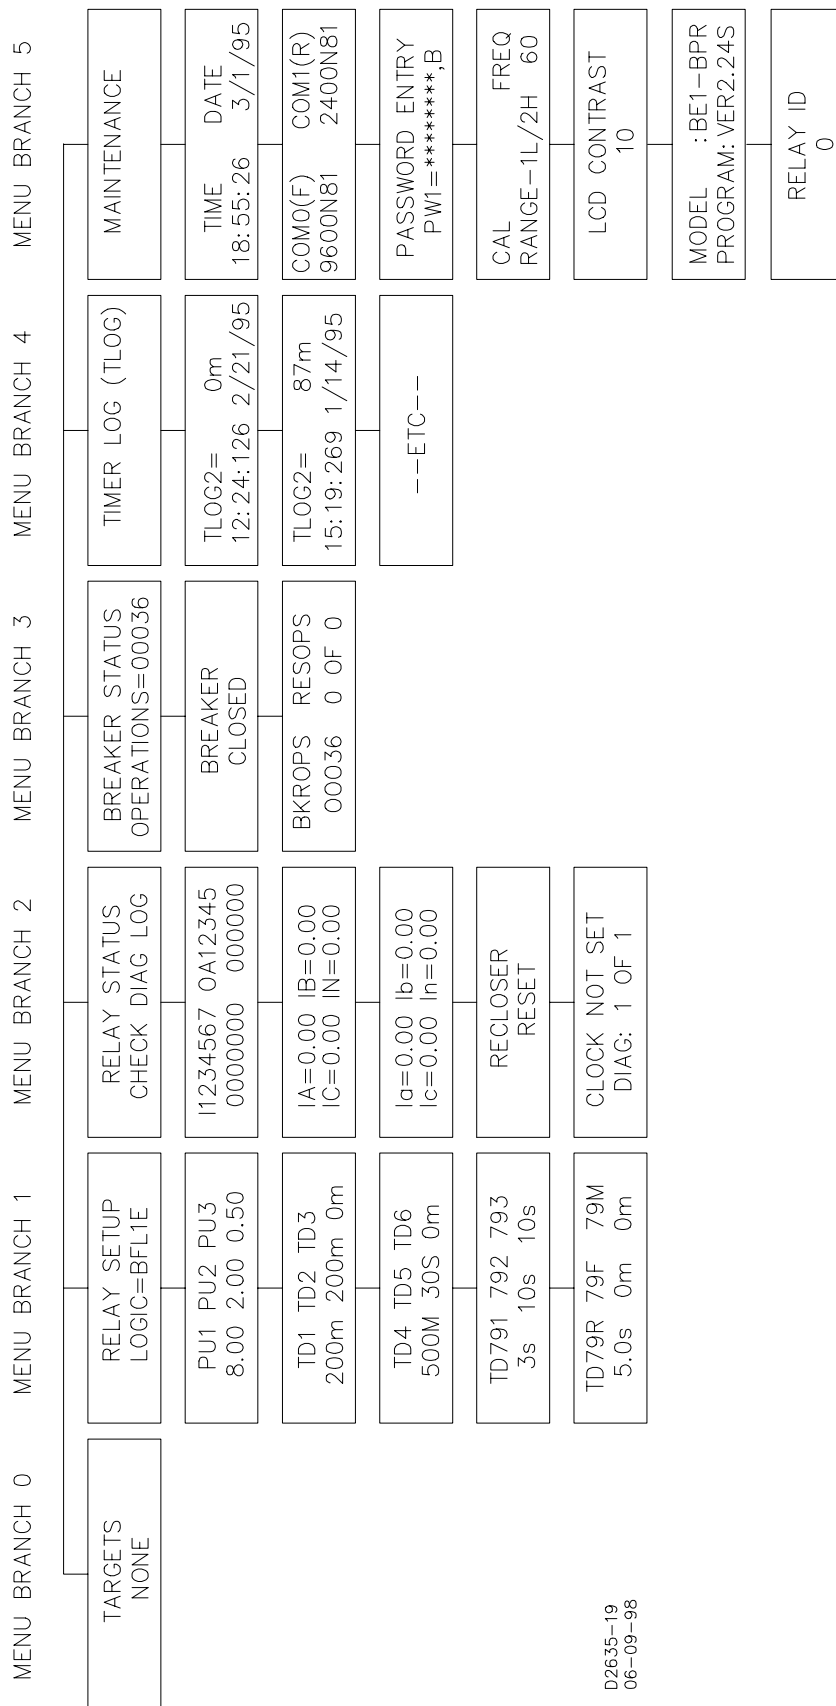 MENU BRANCH 0
TARGETS
NONE
MENU BRANCH 1
RELAY SETUP
LOGIC=BFL1E
PU1 PU2 PU3
8.00 2.00 0.50
TD1 TD2 TD3
200m 200m 0m
TD4 TD5 TD6
500M 30S 0m
TD791 792 793
3s 10s 10s
TD79R 79F 79M
5.0s 0m 0m
MENU BRANCH 2
RELAY STATUS
CHECK DIAG LOG
I1234567 OA12345
0000000 000000
IA=0.00 IB=0.00
IC=0.00 IN=0.00
Ia=0.00 Ib=0.00
Ic=0.00 In=0.00
RECLOSER
RESET
CLOCK NOT SET
DIAG: 1 OF 1
MENU BRANCH 3
BREAKER STATUS
OPERATIONS=00036
BREAKER
CLOSED
BKROPS RESOPS
00036 0 OF 0
MENU BRANCH 4
TIMER LOG (TLOG)
TLOG2= 0m
12:24:126 2/21/95
TLOG2= 87m
15:19:269 1/14/95
--ETC--
MENU BRANCH 5
MAINTENANCE
TIME DATE
18:55:26 3/1/95
COM0(F) COM1(R)
9600N81 2400N81
PASSWORD ENTRY
PW1=********,B
CAL FREQ
RANGE-1L/2H 60
LCD CONTRAST
10
MODEL :BE1-BPR
PROGRAM:VER2.24S
RELAY ID
0
D2635-19
06-09-98